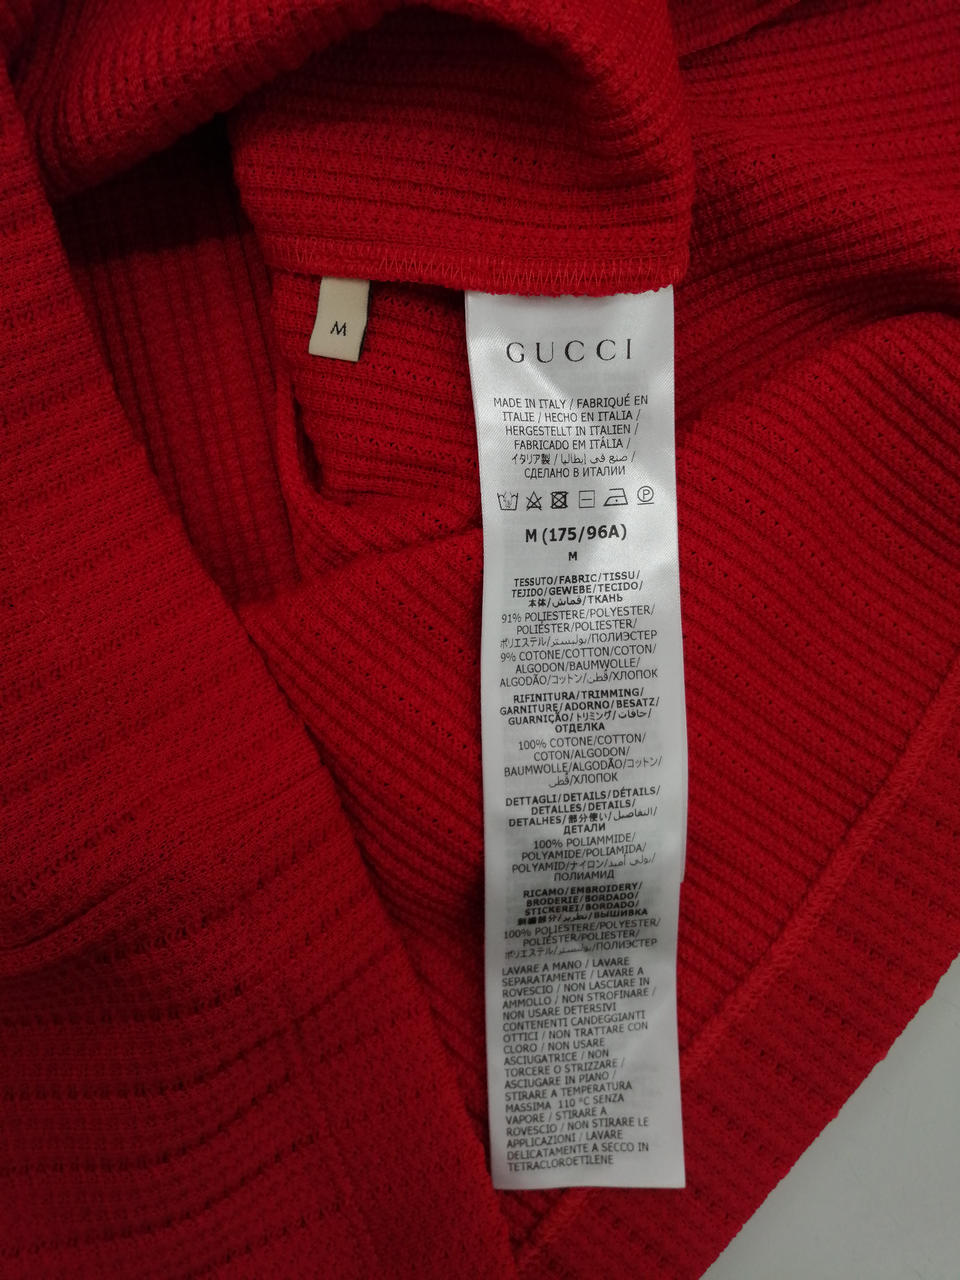 M
GUCCI
MADE IN ITALY / FABRIQUÉ EN
ITALIE / HECHO EN ITALIA /
HERGESTELLT IN ITALIEN /
FABRICADO EM ITÁLIA /
イタリア製 / صنع في إيطاليا /
СДЕЛАНО В ИТАЛИИ
P
M (175/96A)
M
TESSUTO/FABRIC/TISSU/
TEJIDO/GEWEBE/TECIDO/
本体/قماش/ТКАНЬ
91% POLIESTERE/POLYESTER/
POLIÉSTER/POLIESTER/
ポリエステル/بوليستر/ПОЛИЭСТЕР
9% COTONE/COTTON/COTON/
ALGODON/BAUMWOLLE/
ALGODÃO/コットン/قطن/ХЛОПОК
RIFINITURA/TRIMMING/
GARNITURE/ADORNO/BESATZ/
GUARNIÇÃO/トリミング/حافات/
ОТДЕЛКА
100% COTONE/COTTON/
COTON/ALGODON/
BAUMWOLLE/ALGODÃO/コットン/
قطن/ХЛОПОК
DETTAGLI/DETAILS/DÉTAILS/
DETALLES/DETAILS/
DETALHES/部分使い/التفاصيل/
ДЕТАЛИ
100% POLIAMMIDE/
POLYAMIDE/POLIAMIDA/
POLYAMID/ナイロン/بولي أميد/
ПОЛИАМИД
RICAMO/EMBROIDERY/
BRODERIE/BORDADO/
STICKEREI/BORDADO/
刺繍部分/تطريز/ВЫШИВКА
100% POLIESTERE/POLYESTER/
POLIÉSTER/POLIESTER/
ポリエステル/بوليستر/ПОЛИЭСТЕР
LAVARE A MANO / LAVARE
SEPARATAMENTE / LAVARE A
ROVESCIO / NON LASCIARE IN
AMMOLLO / NON STROFINARE /
NON USARE DETERSIVI
CONTENENTI CANDEGGIANTI
OTTICI / NON TRATTARE CON
CLORO / NON USARE
ASCIUGATRICE / NON
TORCERE O STRIZZARE /
ASCIUGARE IN PIANO /
STIRARE A TEMPERATURA
MASSIMA 110 °C SENZA
VAPORE / STIRARE A
ROVESCIO / NON STIRARE LE
APPLICAZIONI / LAVARE
DELICATAMENTE A SECCO IN
TETRACLOROETILENE